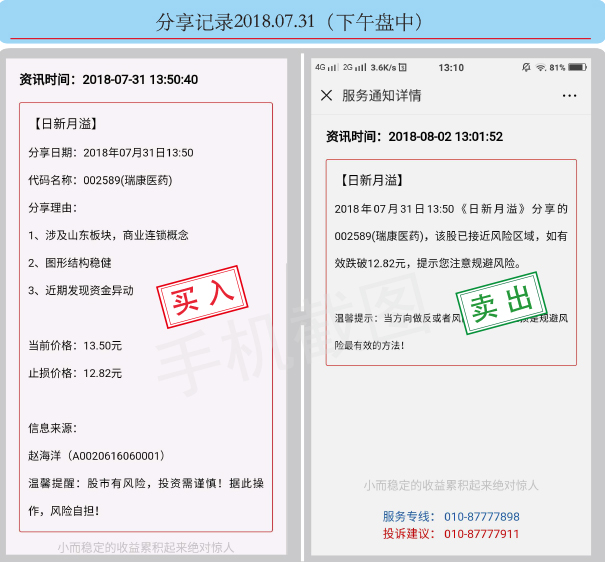 分享记录2018.07.31（下午盘中）
资讯时间：2018-07-31 13:50:40
【日新月溢】
分享日期：2018年07月31日13:50
代码名称：002589(瑞康医药)
分享理由：
1、涉及山东板块，商业连锁概念
2、图形结构稳健
3、近期发现资金异动
买入
当前价格：13.50元
止损价格：12.82元
信息来源：
赵海洋（A0020616060001）
温馨提醒：股市有风险，投资需谨慎！据此操
作，风险自担！
小而稳定的收益累积起来绝对惊人
4G 2G 3.6K/s 13:10 81%
服务通知详情
资讯时间：2018-08-02 13:01:52
【日新月溢】
2018年07月31日13:50《日新月溢》分享的
002589(瑞康医药)，该股已接近风险区域，如有
效跌破12.82元，提示您注意规避风险。
卖出
温馨提示：当方向做反或者风 是规避风
险最有效的方法！
小而稳定的收益累积起来绝对惊人
服务专线： 010-87777898
投诉建议： 010-87777911
手机截图